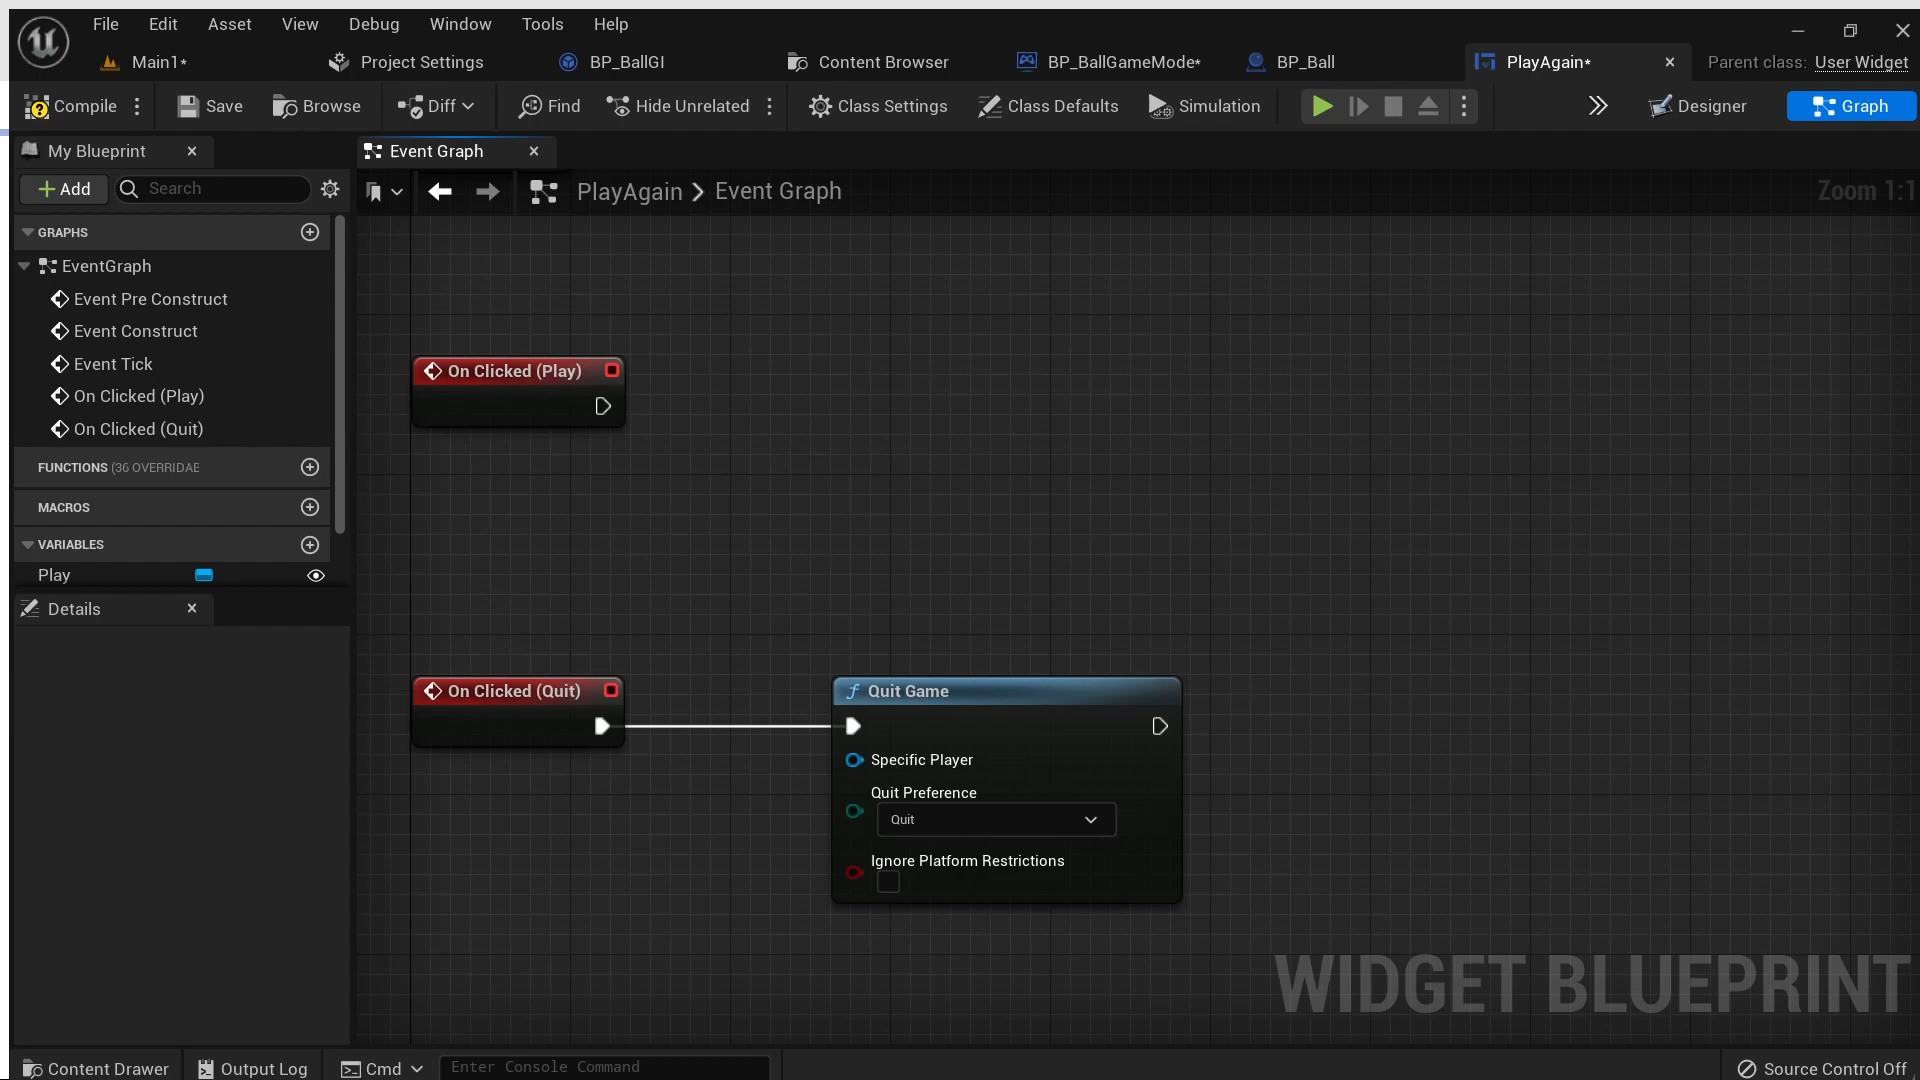 File Edit Asset View Debug Window Tools Help
Main1* Project Settings BP_BallGI Content Browser BP_BallGameMode* BP_Ball PlayAgain* Parent class: User Widget
Compile Save Browse Diff Find Hide Unrelated Class Settings Class Defaults Simulation Designer Graph
My Blueprint
Event Graph
Add Search
PlayAgain > Event Graph
Zoom 1:1
GRAPHS
EventGraph
Event Pre Construct
Event Construct
Event Tick
On Clicked (Play)
On Clicked (Quit)
FUNCTIONS (36 OVERRIDAB
MACROS
VARIABLES
Play
Details
On Clicked (Play)
On Clicked (Quit)
Quit Game
Specific Player
Quit Preference
Quit
Ignore Platform Restrictions
WIDGET BLUEPRINT
Content Drawer Output Log Cmd Enter Console Command Source Control Off